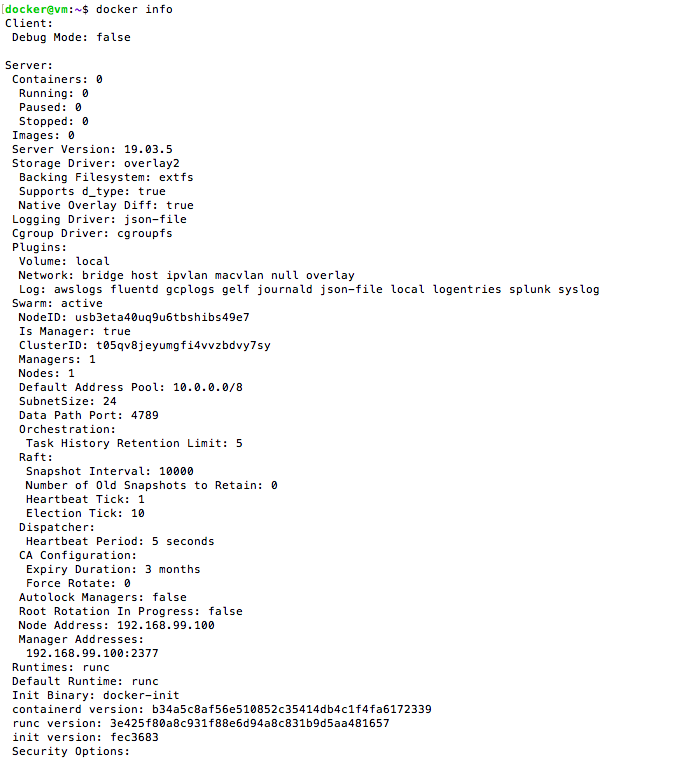 [docker@vm:~$ docker info
Client:
 Debug Mode: false

Server:
 Containers: 0
  Running: 0
  Paused: 0
  Stopped: 0
 Images: 0
 Server Version: 19.03.5
 Storage Driver: overlay2
  Backing Filesystem: extfs
  Supports d_type: true
  Native Overlay Diff: true
 Logging Driver: json-file
 Cgroup Driver: cgroupfs
 Plugins:
  Volume: local
  Network: bridge host ipvlan macvlan null overlay
  Log: awslogs fluentd gcplogs gelf journald json-file local logentries splunk syslog
 Swarm: active
  NodeID: usb3eta40uq9u6tbshibs49e7
  Is Manager: true
  ClusterID: t05qv8jeyumgfi4vvzbdvy7sy
  Managers: 1
  Nodes: 1
  Default Address Pool: 10.0.0.0/8
  SubnetSize: 24
  Data Path Port: 4789
  Orchestration:
   Task History Retention Limit: 5
  Raft:
   Snapshot Interval: 10000
   Number of Old Snapshots to Retain: 0
   Heartbeat Tick: 1
   Election Tick: 10
  Dispatcher:
   Heartbeat Period: 5 seconds
  CA Configuration:
   Expiry Duration: 3 months
   Force Rotate: 0
  Autolock Managers: false
  Root Rotation In Progress: false
  Node Address: 192.168.99.100
  Manager Addresses:
   192.168.99.100:2377
 Runtimes: runc
 Default Runtime: runc
 Init Binary: docker-init
 containerd version: b34a5c8af56e510852c35414db4c1f4fa6172339
 runc version: 3e425f80a8c931f88e6d94a8c831b9d5aa481657
 init version: fec3683
 Security Options: